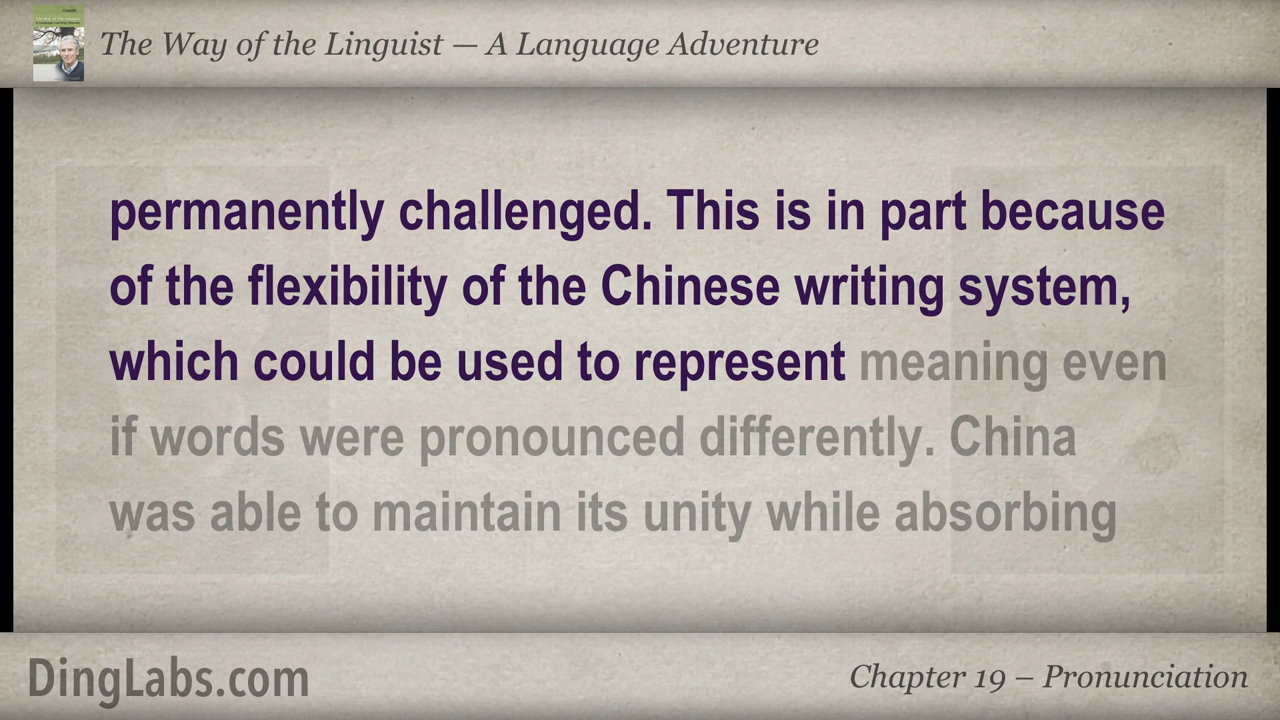 The Way of the Linguist — A Language Adventure
permanently challenged. This is in part because
of the flexibility of the Chinese writing system,
which could be used to represent meaning even
if words were pronounced differently. China
was able to maintain its unity while absorbing
DingLabs.com
Chapter 19 – Pronunciation